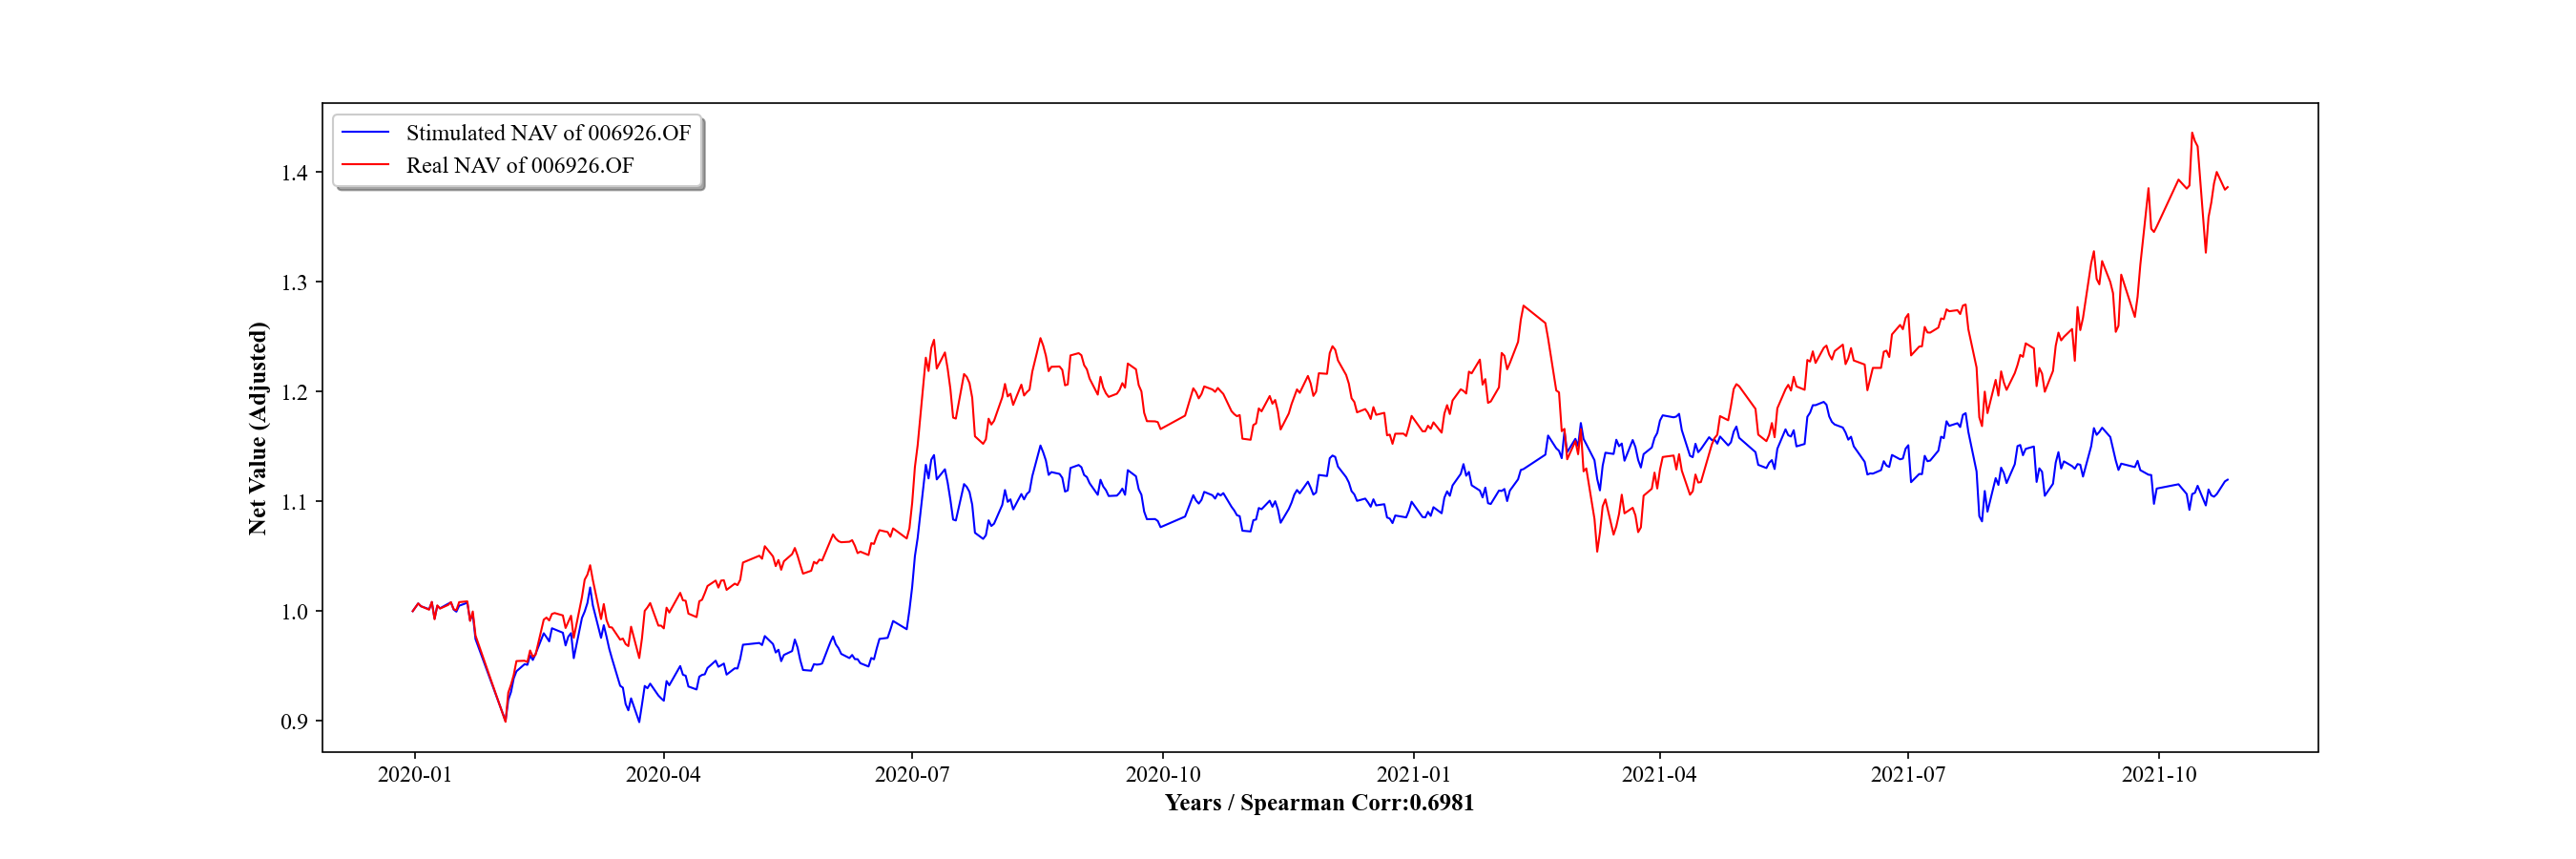 Stimulated NAV of 006926.OF
Real NAV of 006926.OF
Net Value (Adjusted)
1.4
1.3
1.2
1.1
1.0
0.9
2020-01 2020-04 2020-07 2020-10 2021-01 2021-04 2021-07 2021-10
Years / Spearman Corr:0.6981